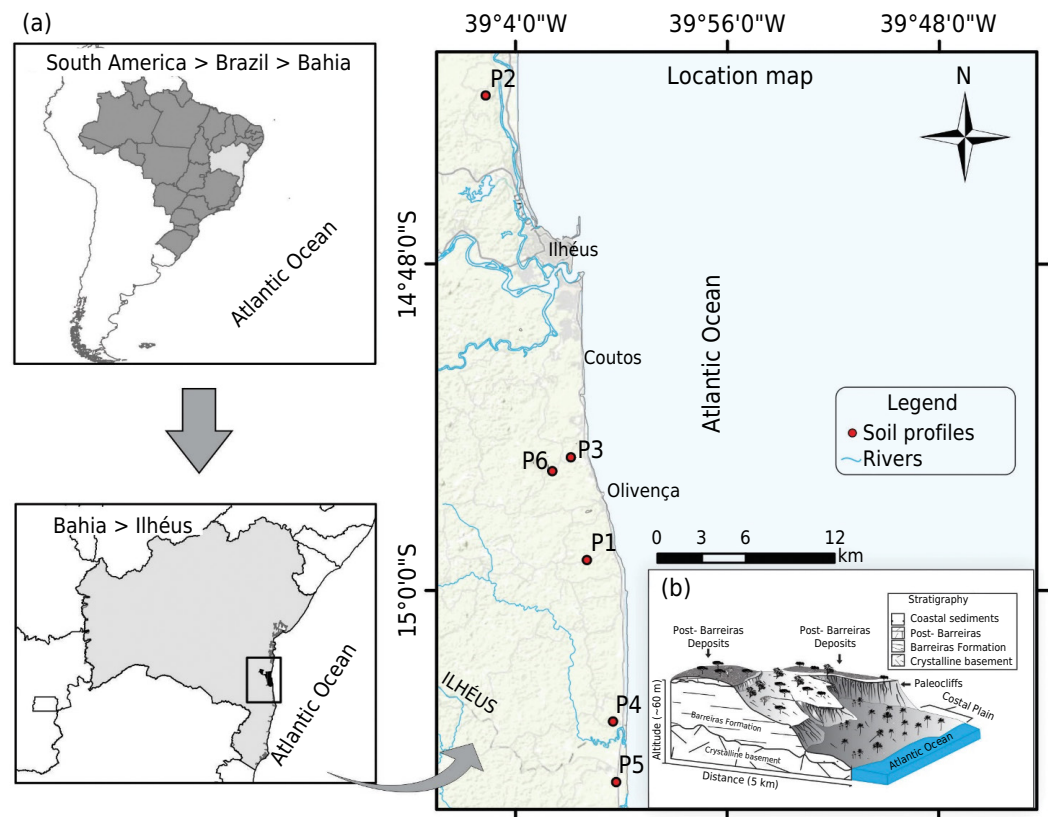 (a)
South America > Brazil > Bahia
Atlantic Ocean
Bahia > Ilhéus
Atlantic Ocean
39°4'0"W
39°56'0"W
39°48'0"W
14°48'0"S
15°0'0"S
Location map
N
P2
Ilhéus
Coutos
Atlantic Ocean
P3
P6
Olivença
P1
ILHÉUS
P4
P5
Legend
Soil profiles
Rivers
0 3 6 12
km
(b)
Stratigraphy
Coastal sediments
Post- Barreiras
Barreiras Formation
Crystalline basement
Post- Barreiras
Deposits
Post- Barreiras
Deposits
Paleocliffs
Costal Plain
Altitude (~60 m)
Barreiras Formation
Crystalline basement
Atlantic Ocean
Distance (5 km)